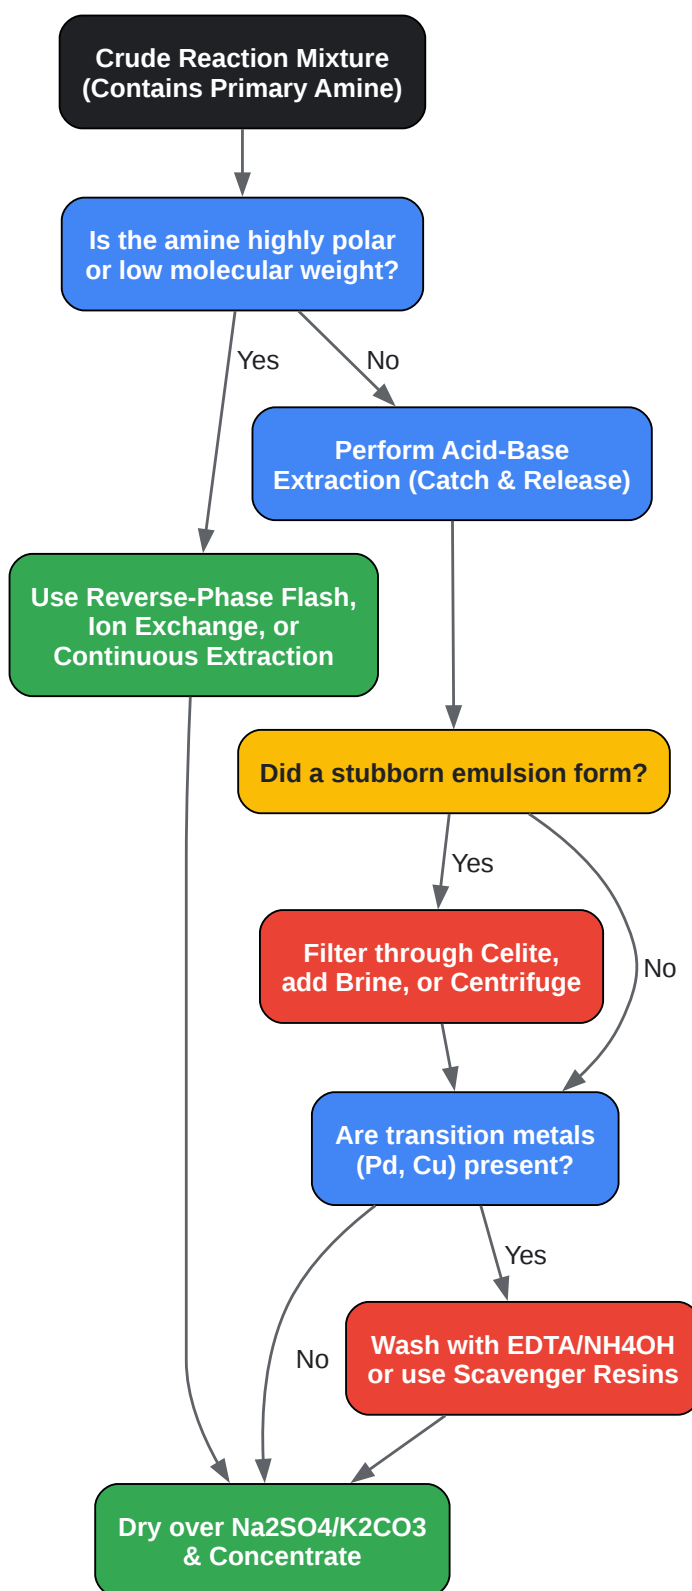 Crude Reaction Mixture
(Contains Primary Amine)
Is the amine highly polar
or low molecular weight?
Yes
No
Perform Acid-Base
Extraction (Catch & Release)
Use Reverse-Phase Flash,
Ion Exchange, or
Continuous Extraction
Did a stubborn emulsion form?
Yes
Filter through Celite,
add Brine, or Centrifuge
No
Are transition metals
(Pd, Cu) present?
Yes
No
Wash with EDTA/NH4OH
or use Scavenger Resins
Dry over Na2SO4/K2CO3
& Concentrate